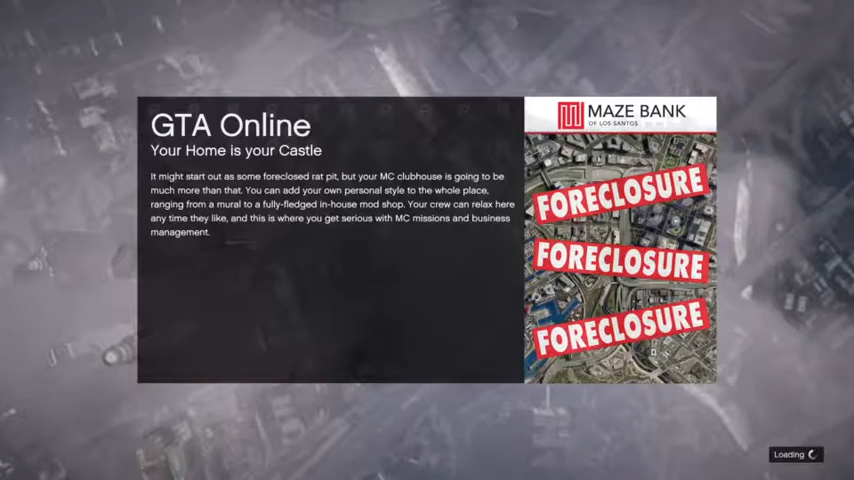 GTA Online
Your Home is your Castle
It might start out as some foreclosed rat pit, but your MC clubhouse is going to be
much more than that. You can add your own personal style to the whole place,
ranging from a mural to a fully-fledged in-house mod shop. Your crew can relax here
any time they like, and this is where you get serious with MC missions and business
management.
MAZE BANK
OF LOS SANTOS
FORECLOSURE
FORECLOSURE
FORECLOSURE
Loading